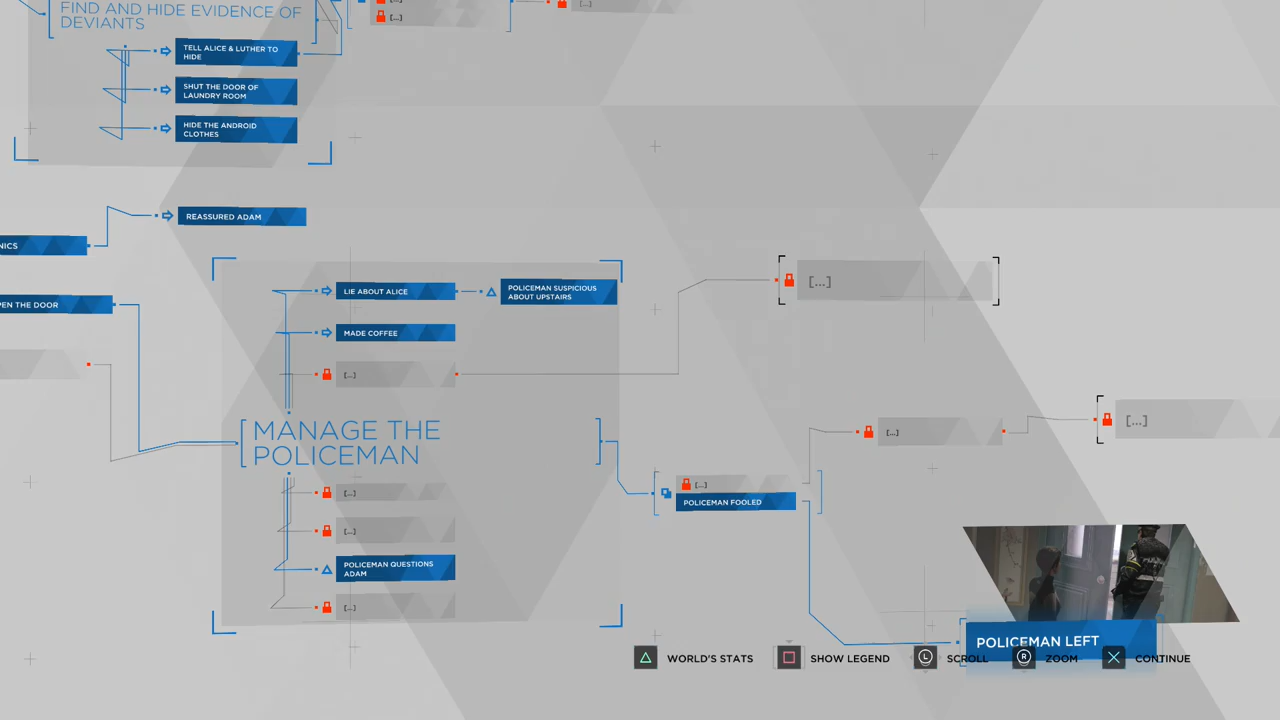 FIND AND HIDE EVIDENCE OF
DEVIANTS
[...]
[...]
[...]
TELL ALICE & LUTHER TO
HIDE
SHUT THE DOOR OF
LAUNDRY ROOM
HIDE THE ANDROID
CLOTHES
REASSURED ADAM
NICS
PEN THE DOOR
LIE ABOUT ALICE
POLICEMAN SUSPICIOUS
ABOUT UPSTAIRS
[...]
MADE COFFEE
[...]
MANAGE THE
POLICEMAN
[...]
[...]
[...]
POLICEMAN FOOLED
[...]
[...]
[...]
POLICEMAN QUESTIONS
ADAM
[...]
POLICEMAN LEFT
WORLD'S STATS
SHOW LEGEND
L
SCROLL
R
ZOOM
CONTINUE